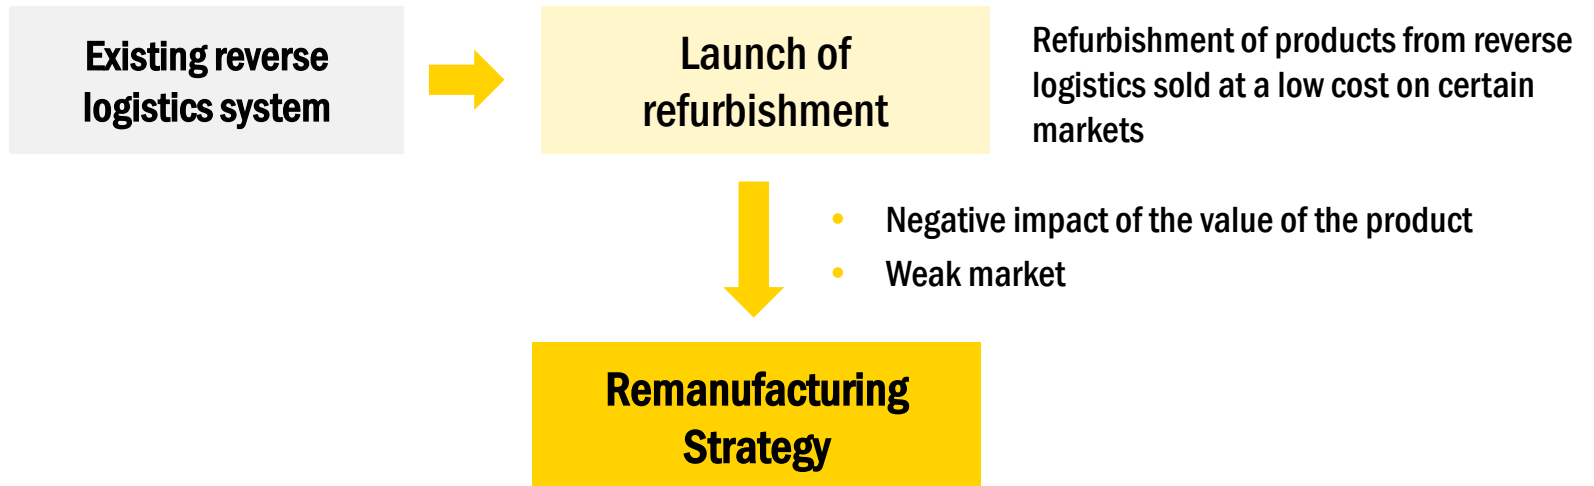 Existing reverse
logistics system
Launch of
refurbishment
Refurbishment of products from reverse
logistics sold at a low cost on certain
markets
• Negative impact of the value of the product
• Weak market
Remanufacturing
Strategy